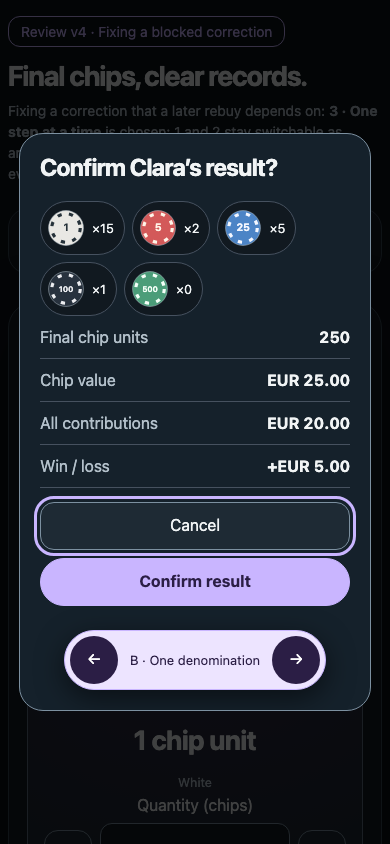 Review v4 · Fixing a blocked correction
Final chips, clear records.
Fixing a correction that a later rebuy depends on: 3 · One
step at a time is chosen; 1 and 2 stay switchable as
Confirm Clara's result?
1 ×15
5 ×2
25 ×5
100 ×1
500 ×0
Final chip units 250
Chip value EUR 25.00
All contributions EUR 20.00
Win / loss +EUR 5.00
Cancel
Confirm result
← B · One denomination →
1 chip unit
White
Quantity (chips)